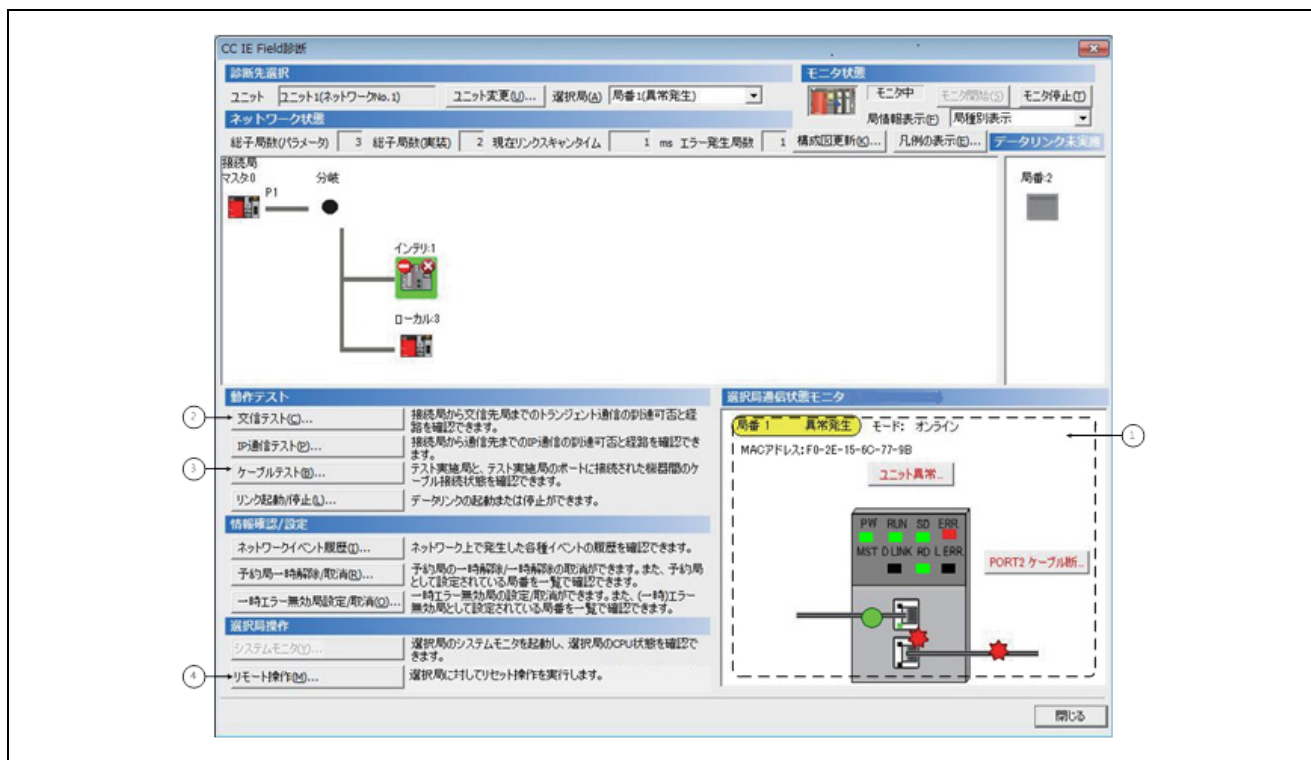 CC IE Field診断
診断先選択
ユニット ユニット1(ネットワークNo.1) ユニット変更(U)... 選択局(A) 局番1(異常発生)
モニタ状態
モニタ中 モニタ開始(S) モニタ停止(T)
局情報表示(F) 局種別表示
ネットワーク状態
総子局数(パラメータ) 3 総子局数(実装) 2 現在リンクスキャンタイム 1 ms エラー発生局数 1 構成図更新(K)... 凡例の表示(E)... データリンク未実施
接続局
マスタ:0
P1
分岐
インテリ:1
ローカル:3
局番:2
動作テスト
② 交信テスト(C)... 接続局から交信先局までのトランジェント通信の到達可否と経
路を確認できます。
IP通信テスト(P)... 接続局から通信先までのIP通信の到達可否と経路を確認でき
ます。
③ ケーブルテスト(B)... テスト実施局と、テスト実施局のポートに接続された機器間のケ
ーブル接続状態を確認できます。
リンク起動/停止(L)... データリンクの起動または停止ができます。
情報確認/設定
ネットワークイベント履歴(I)... ネットワーク上で発生した各種イベントの履歴を確認できます。
予約局一時解除/取消(R)... 予約局の一時解除/一時解除の取消ができます。また、予約局
として設定されている局番を一覧で確認できます。
一時エラー無効局設定/取消(O)... 一時エラー無効局の設定/取消ができます。また、(一時)エラー
無効局として設定されている局番を一覧で確認できます。
選択局操作
システムモニタ(Y)... 選択局のシステムモニタを起動し、選択局のCPU状態を確認で
きます。
④ リモート操作(M)... 選択局に対してリセット操作を実行します。
選択局通信状態モニタ
局番 1 異常発生 モード: オンライン ①
MACアドレス:F0-2E-15-6C-77-9B
ユニット異常...
PW RUN SD ERR
MST D LINK RD L ERR
PORT2 ケーブル断...
閉じる